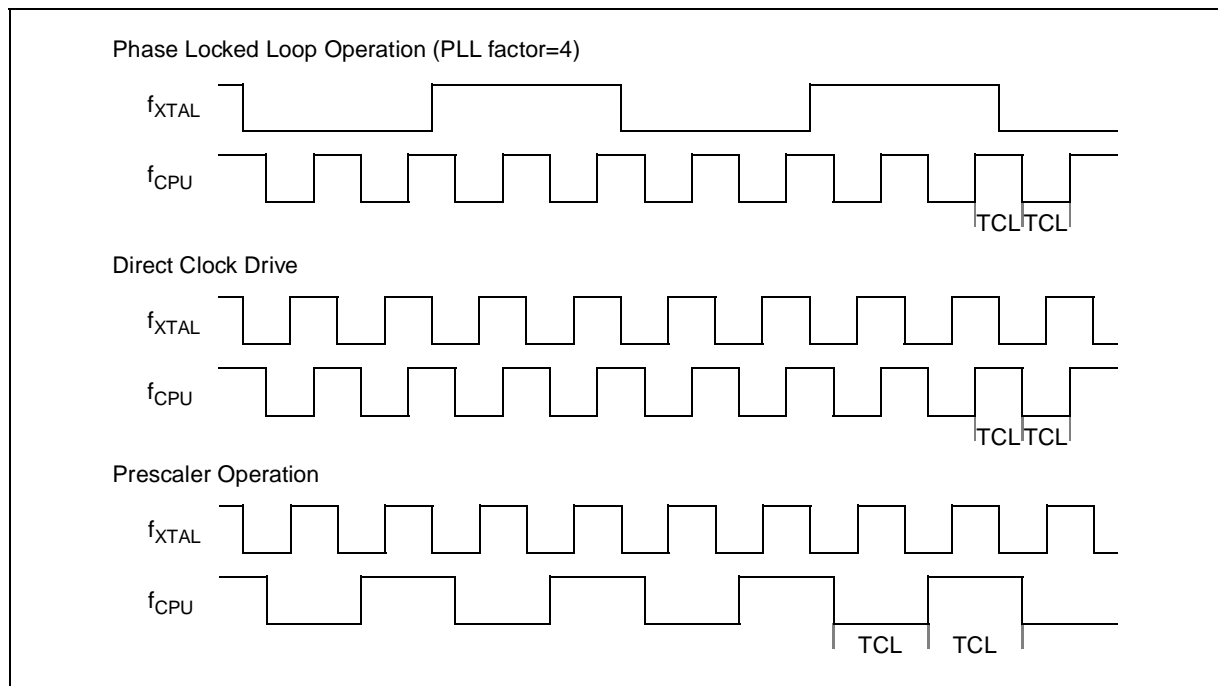 Phase Locked Loop Operation (PLL factor=4)
fXTAL
fCPU
TCL TCL
Direct Clock Drive
fXTAL
fCPU
TCL TCL
Prescaler Operation
fXTAL
fCPU
TCL TCL